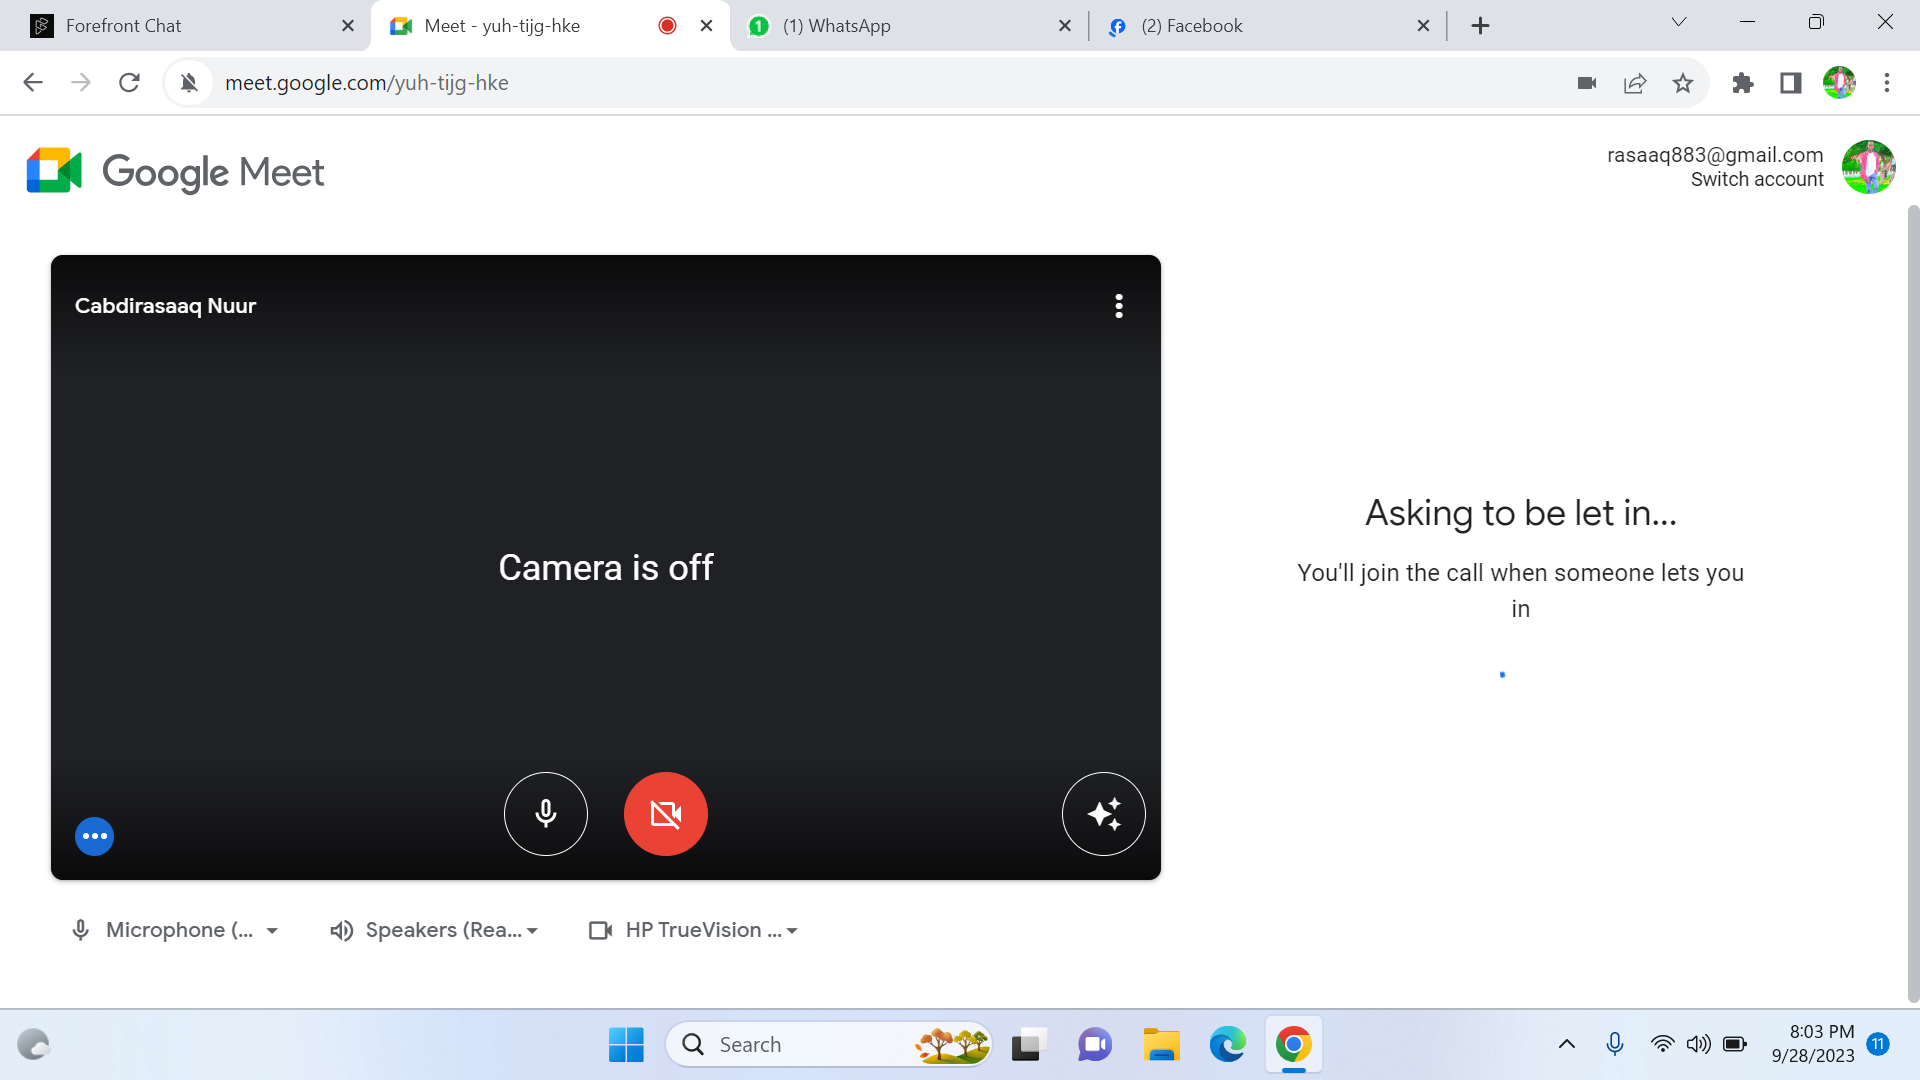 Forefront Chat
Meet - yuh-tijg-hke
(1) WhatsApp
(2) Facebook
meet.google.com/yuh-tijg-hke
Google Meet
rasaaq883@gmail.com
Switch account
Cabdirasaaq Nuur
Camera is off
Asking to be let in...
You'll join the call when someone lets you
in
Microphone (...
Speakers (Rea...
HP TrueVision ...
Search
8:03 PM
9/28/2023
11